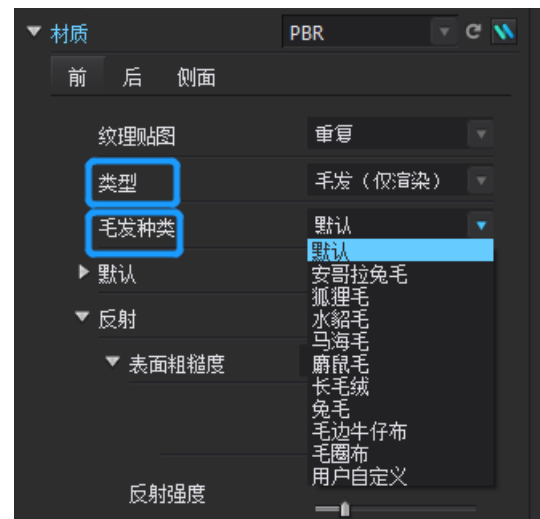 材质 PBR
前 后 侧面
纹理贴图 重复
类型 毛发（仅渲染）
毛发种类 默认
默认
安哥拉兔毛
狐狸毛
水貂毛
马海毛
麝鼠毛
长毛绒
兔毛
毛边牛仔布
毛圈布
用户自定义
默认
反射
表面粗糙度
反射强度